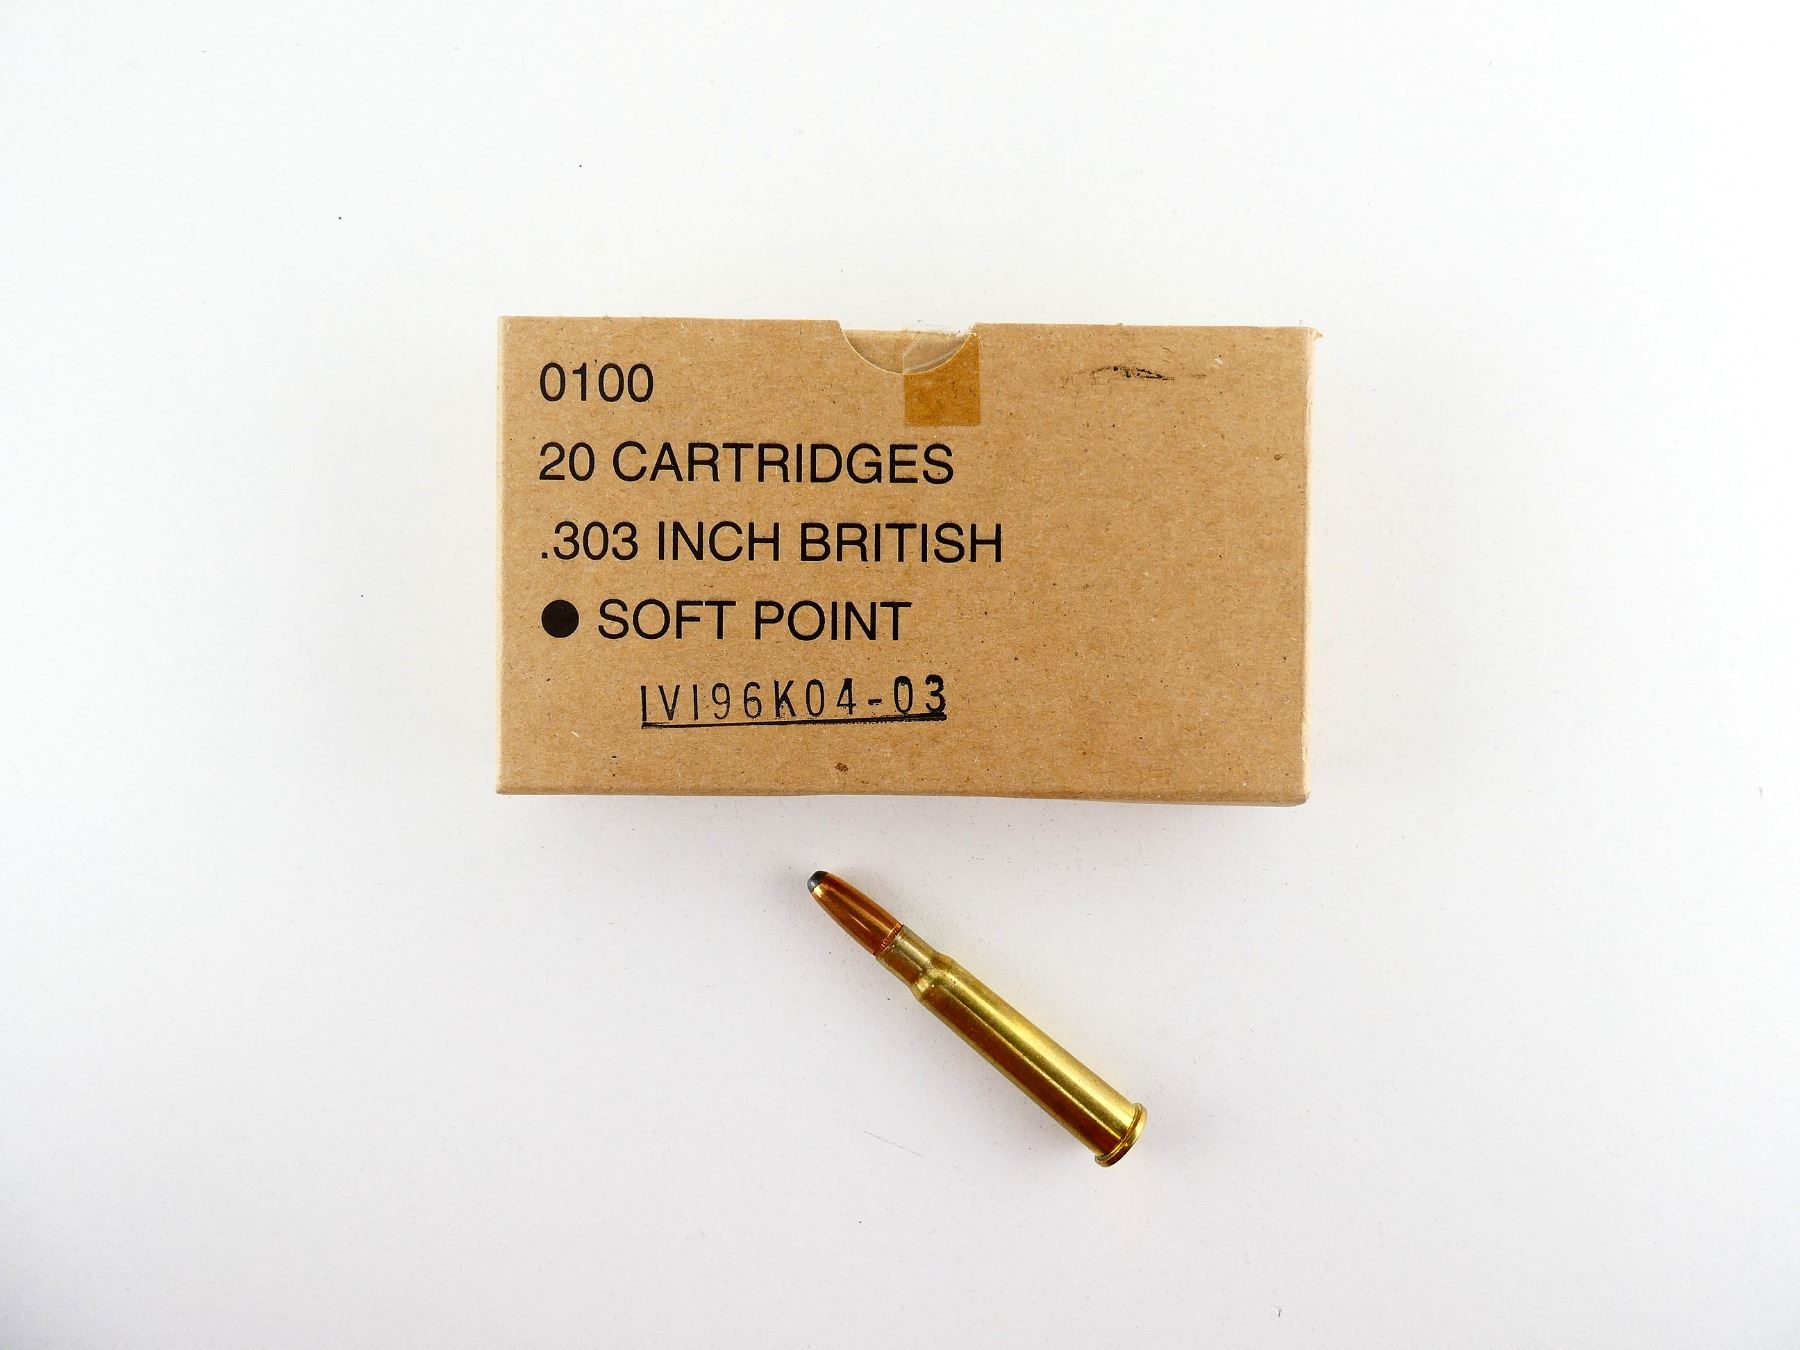 0100
20 CARTRIDGES
.303 INCH BRITISH
● SOFT POINT
IVI96K04-03